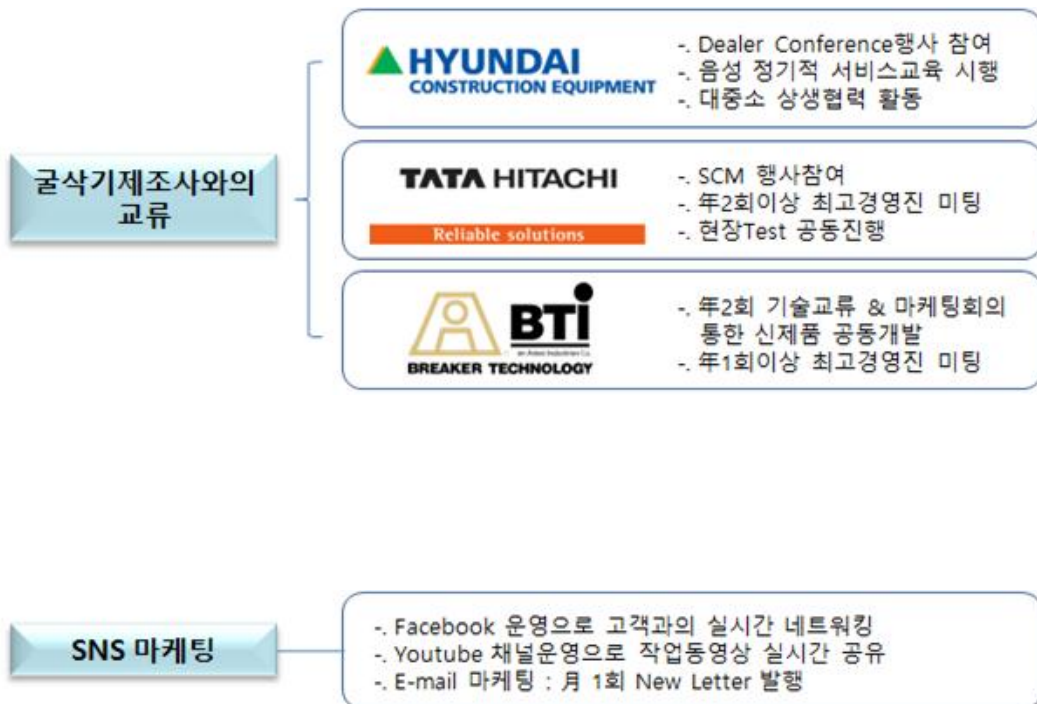 굴삭기제조사와의
교류
HYUNDAI
CONSTRUCTION EQUIPMENT
-. Dealer Conference행사 참여
-. 음성 정기적 서비스교육 시행
-. 대중소 상생협력 활동
TATA HITACHI
Reliable solutions
-. SCM 행사참여
-. 年2회이상 최고경영진 미팅
-. 현장Test 공동진행
BTI
an Astec Industries Co.
BREAKER TECHNOLOGY
-. 年2회 기술교류 & 마케팅회의
통한 신제품 공동개발
-. 年1회이상 최고경영진 미팅
SNS 마케팅
-. Facebook 운영으로 고객과의 실시간 네트워킹
-. Youtube 채널운영으로 작업동영상 실시간 공유
-. E-mail 마케팅 : 月 1회 New Letter 발행